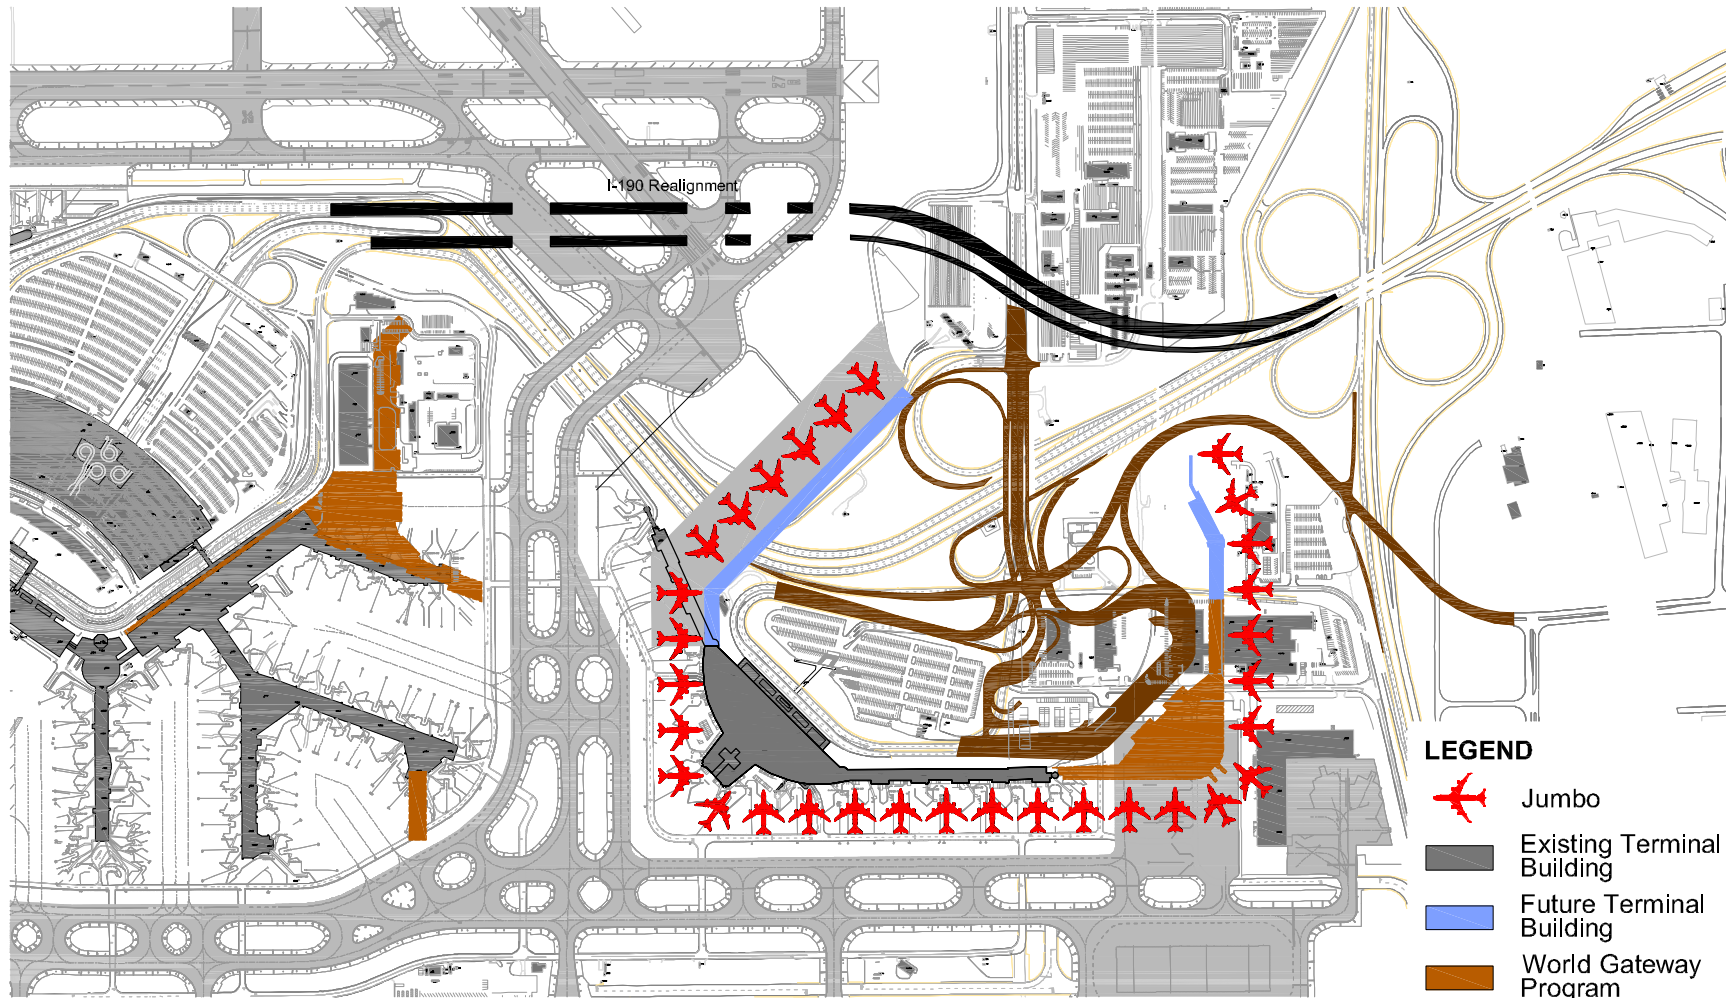 I-190 Realignment
LEGEND
Jumbo
Existing Terminal
Building
Future Terminal
Building
World Gateway
Program